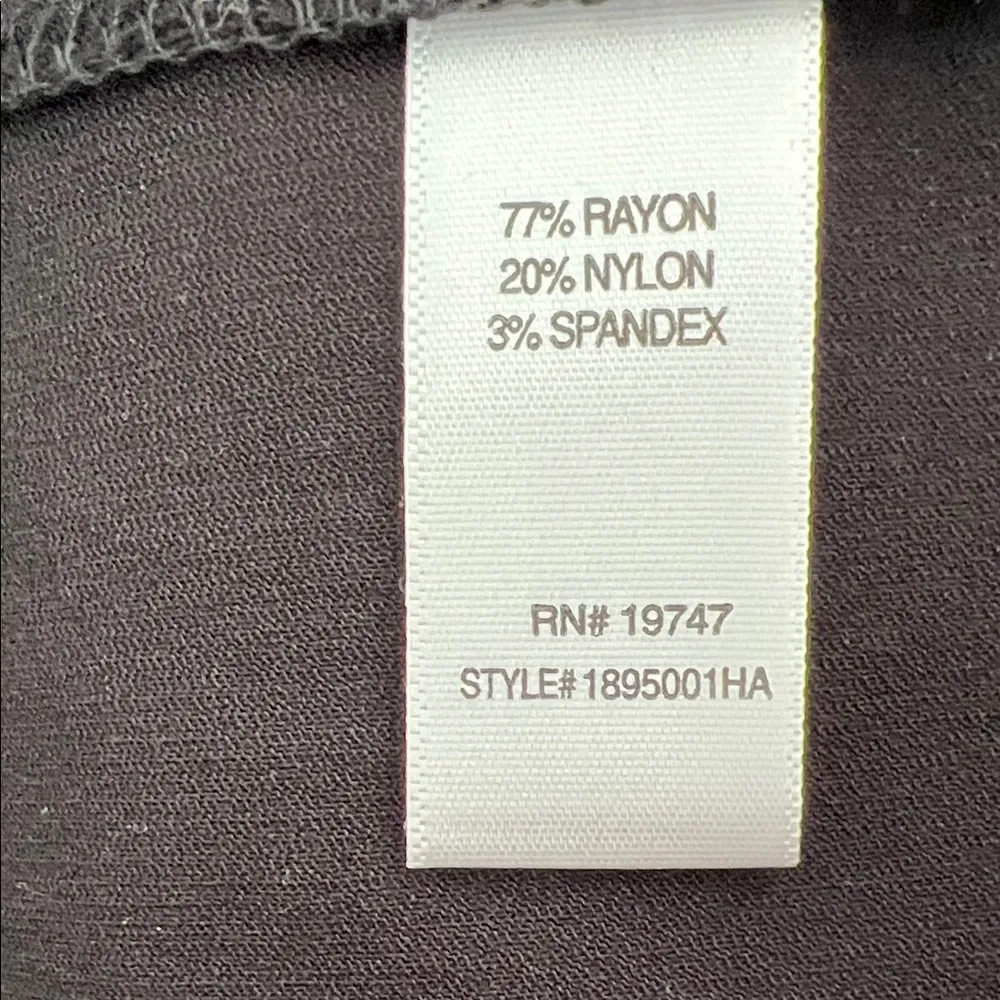 77% RAYON
20% NYLON
3% SPANDEX
RN# 19747
STYLE#1895001HA